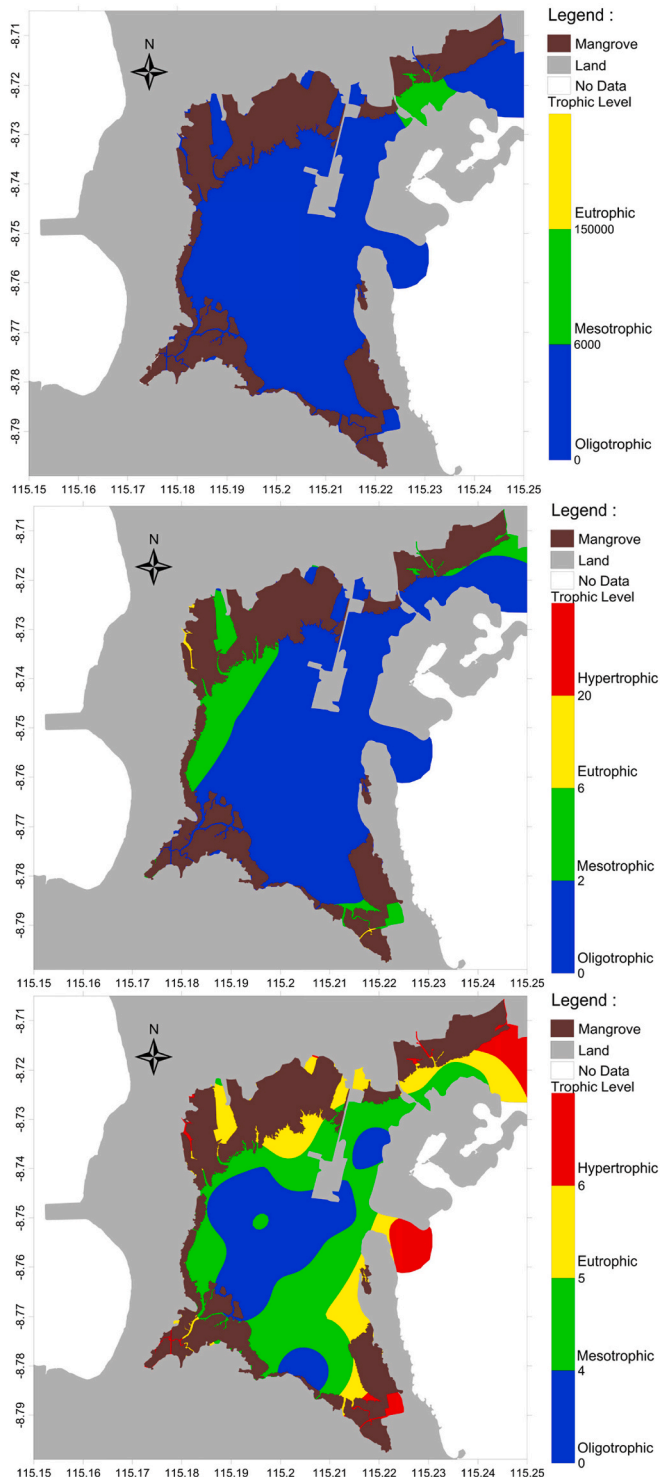 Legend :
N
Mangrove
Land
No Data
Trophic Level
Eutrophic
150000
Mesotrophic
6000
Oligotrophic
0
-8.71
-8.72
-8.73
-8.74
-8.75
-8.76
-8.77
-8.78
-8.79
115.15 115.16 115.17 115.18 115.19 115.2 115.21 115.22 115.23 115.24 115.25
Legend :
N
Mangrove
Land
No Data
Trophic Level
Hypertrophic
20
Eutrophic
6
Mesotrophic
2
Oligotrophic
0
-8.71
-8.72
-8.73
-8.74
-8.75
-8.76
-8.77
-8.78
-8.79
115.15 115.16 115.17 115.18 115.19 115.2 115.21 115.22 115.23 115.24 115.25
Legend :
N
Mangrove
Land
No Data
Trophic Level
Hypertrophic
6
Eutrophic
5
Mesotrophic
4
Oligotrophic
0
-8.71
-8.72
-8.73
-8.74
-8.75
-8.76
-8.77
-8.78
-8.79
115.15 115.16 115.17 115.18 115.19 115.2 115.21 115.22 115.23 115.24 115.25